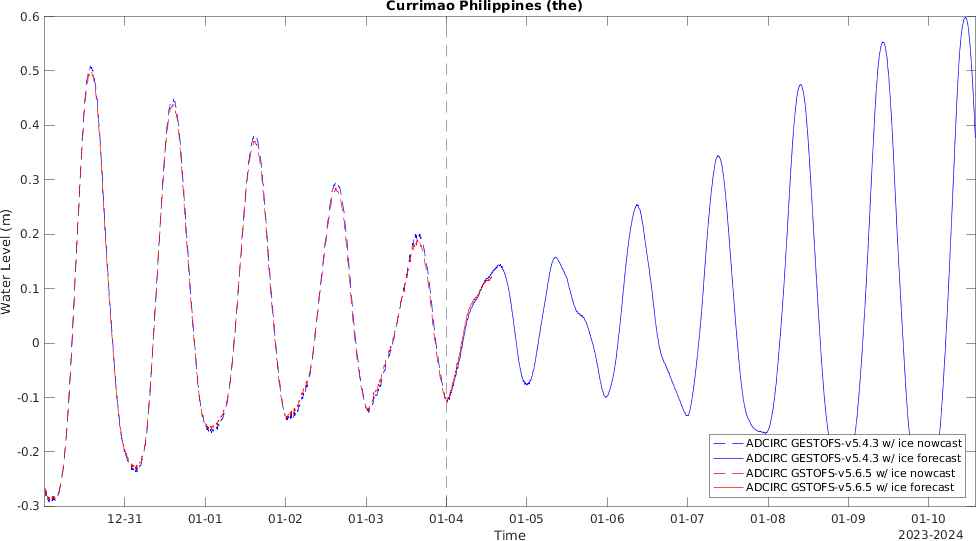 Currimao Philippines (the)
0.6
0.5
0.4
0.3
0.2
0.1
0
-0.1
-0.2
-0.3
Water Level (m)
ADCIRC GESTOFS-v5.4.3 w/ ice nowcast
ADCIRC GESTOFS-v5.4.3 w/ ice forecast
ADCIRC GSTOFS-v5.6.5 w/ ice nowcast
ADCIRC GSTOFS-v5.6.5 w/ ice forecast
12-31 01-01 01-02 01-03 01-04 01-05 01-06 01-07 01-08 01-09 01-10
Time
2023-2024